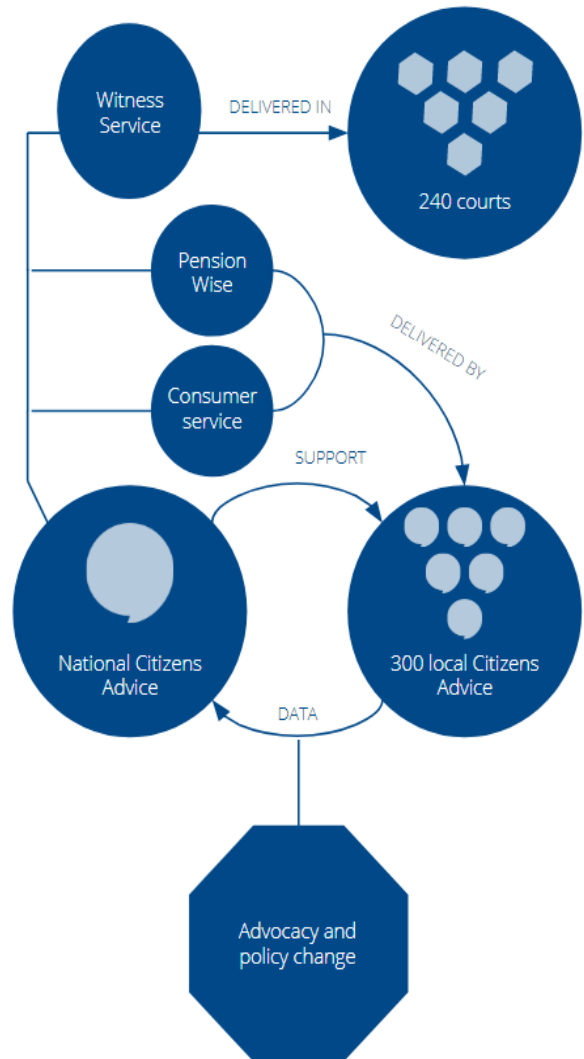 Witness
Service
DELIVERED IN
240 courts
Pension
Wise
DELIVERED BY
Consumer
service
SUPPORT
National Citizens
Advice
300 local Citizens
Advice
DATA
Advocacy and
policy change